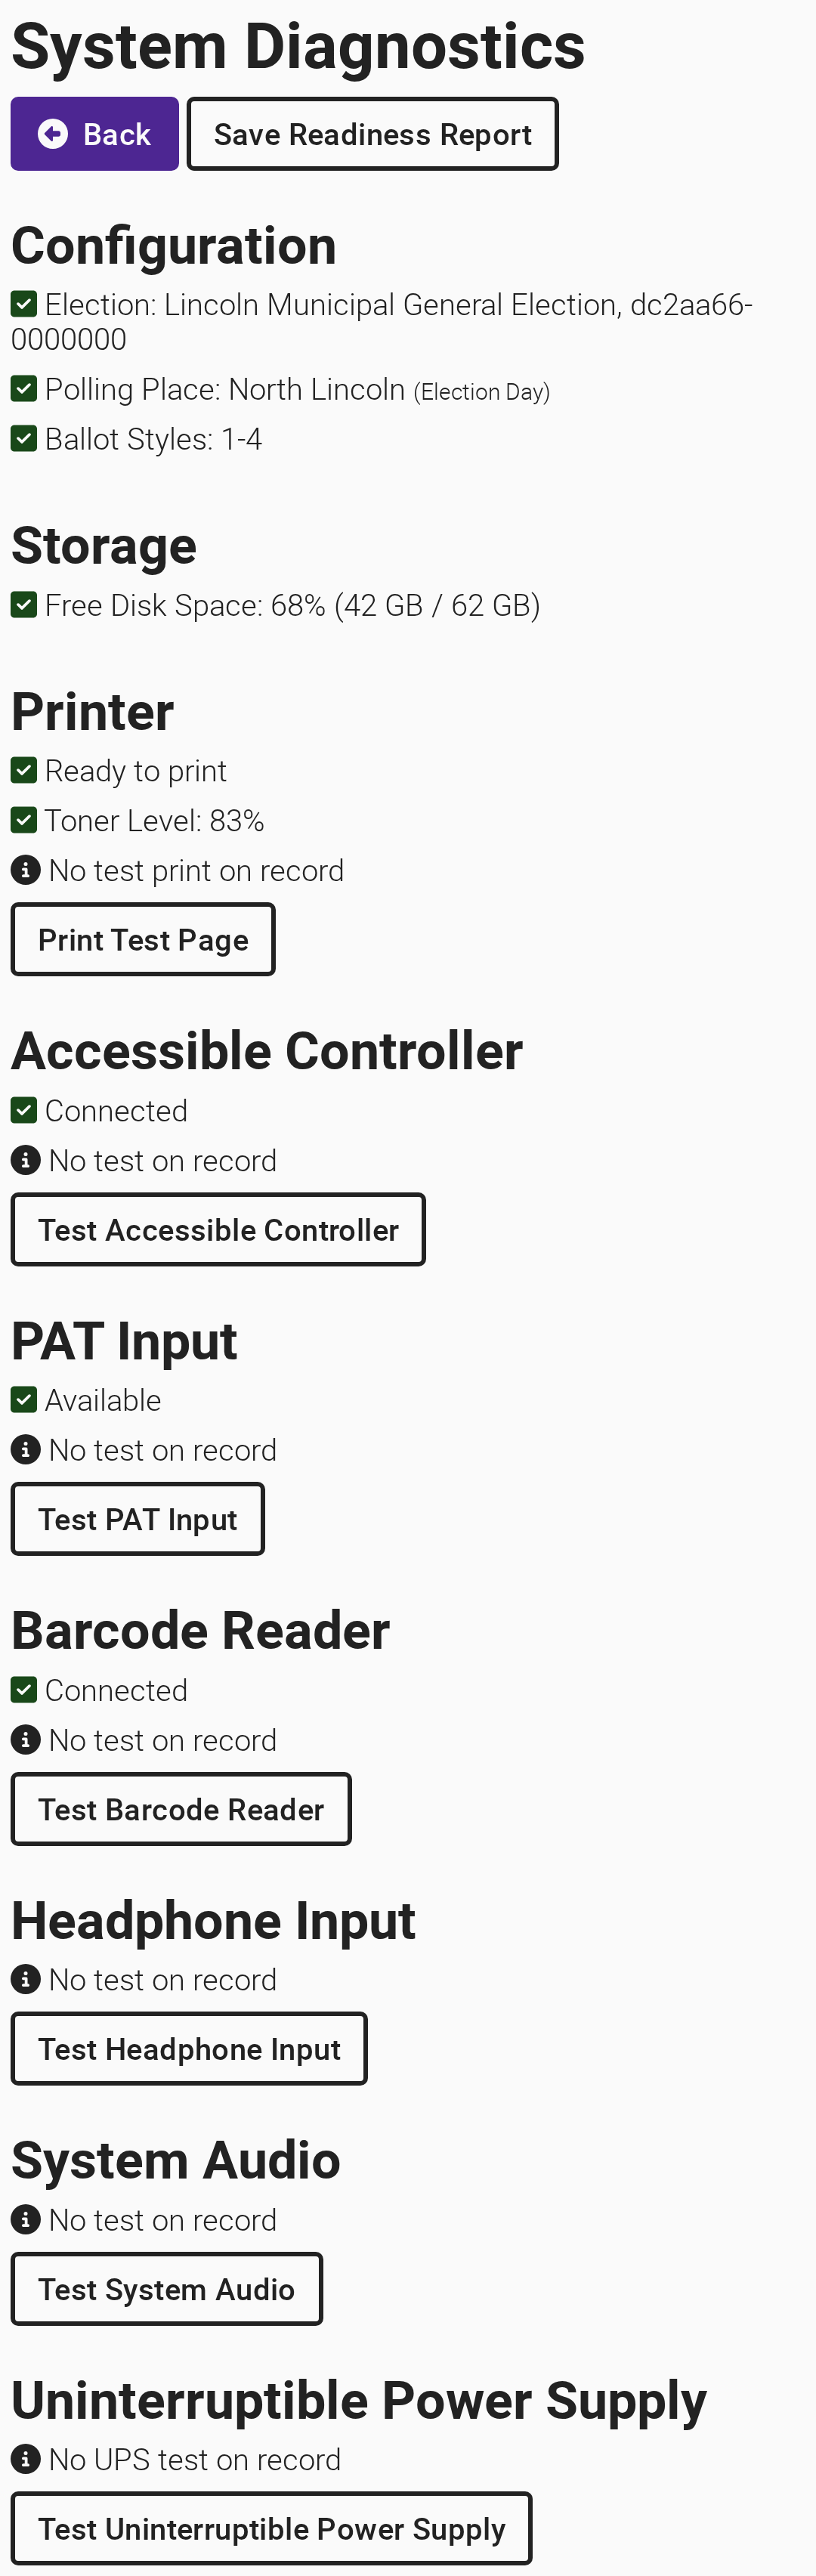 System Diagnostics
Back
Save Readiness Report
Configuration
Election: Lincoln Municipal General Election, dc2aa66-
0000000
Polling Place: North Lincoln (Election Day)
Ballot Styles: 1-4
Storage
Free Disk Space: 68% (42 GB / 62 GB)
Printer
Ready to print
Toner Level: 83%
No test print on record
Print Test Page
Accessible Controller
Connected
No test on record
Test Accessible Controller
PAT Input
Available
No test on record
Test PAT Input
Barcode Reader
Connected
No test on record
Test Barcode Reader
Headphone Input
No test on record
Test Headphone Input
System Audio
No test on record
Test System Audio
Uninterruptible Power Supply
No UPS test on record
Test Uninterruptible Power Supply